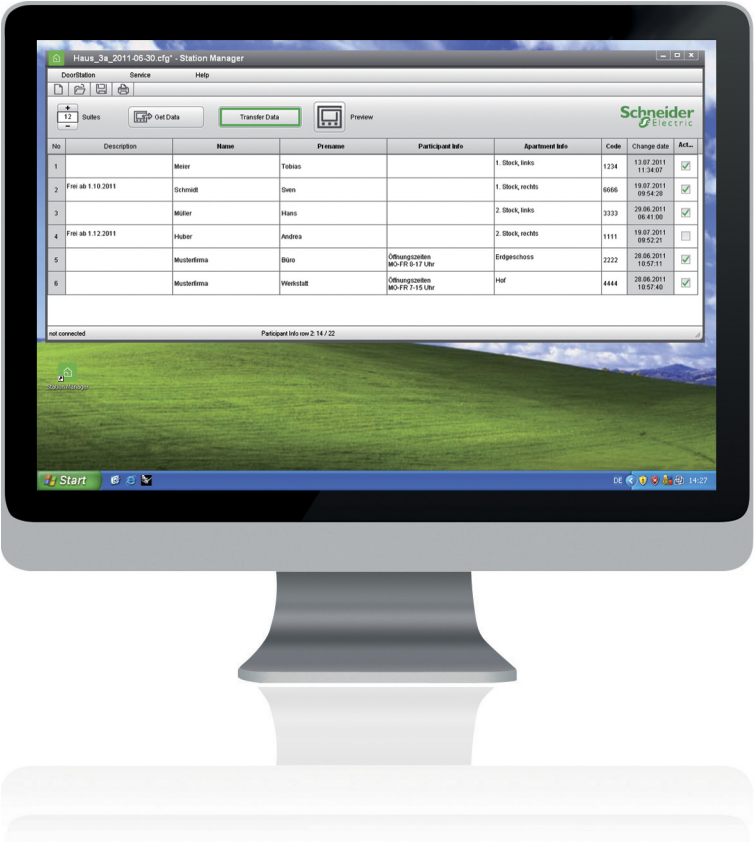 Haus_3a_2011-06-30.cfg* - Station Manager
DoorStation Service Help
12 Suites Get Data Transfer Data Preview
Schneider
Electric
No Description Name Prename Participant Info Apartment Info Code Change date Act...
1 Meier Tobias 1. Stock, links 1234 13.07.2011
11:34:07
2 Frei ab 1.10.2011 Schmidt Sven 1. Stock, rechts 6666 19.07.2011
09:54:28
3 Müller Hans 2. Stock, links 3333 29.06.2011
06:41:00
4 Frei ab 1.12.2011 Huber Andrea 2. Stock, rechts 1111 19.07.2011
09:52:21
5 Musterfirma Büro Öffnungszeiten Erdgeschoss 2222 28.06.2011
MO-FR 8-17 Uhr 10:57:11
6 Musterfirma Werkstatt Öffnungszeiten Hof 4444 28.06.2011
MO-FR 7-15 Uhr 10:57:40
not connected Participant Info row 2: 14 / 22
Station Manager
Start DE 14:27